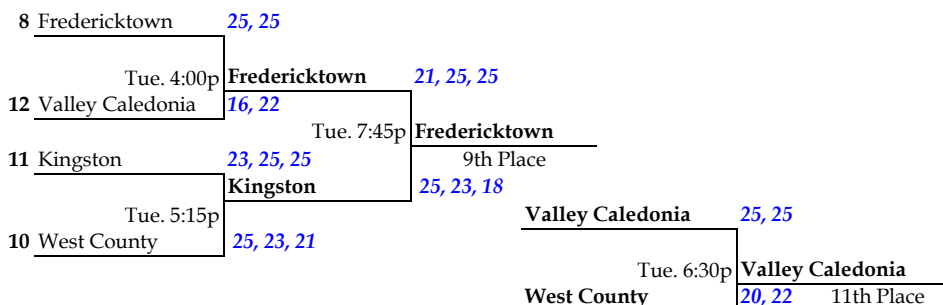 8 Fredericktown 25, 25
Tue. 4:00p Fredericktown 21, 25, 25
12 Valley Caledonia 16, 22
Tue. 7:45p Fredericktown
11 Kingston 23, 25, 25 9th Place
Kingston 25, 23, 18
Tue. 5:15p Valley Caledonia 25, 25
10 West County 25, 23, 21
Tue. 6:30p Valley Caledonia
West County 20, 22 11th Place